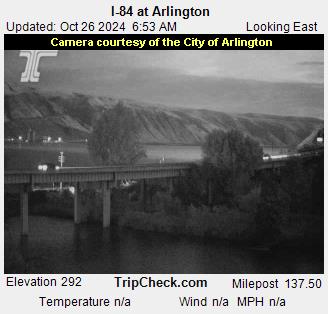 I-84 at Arlington
Updated: Oct 26 2024 6:53 AM Looking East
Camera courtesy of the City of Arlington
Elevation 292 TripCheck.com Milepost 137.50
Temperature n/a Wind n/a MPH n/a